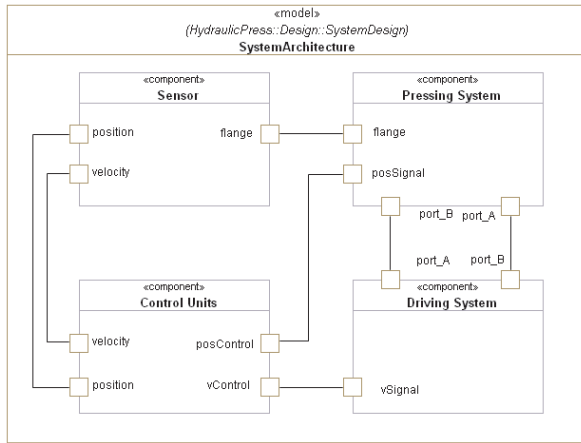 «model»
(HydraulicPress::Design::SystemDesign)
SystemArchitecture
«component»
Sensor
position
flange
velocity
«component»
Pressing System
flange
posSignal
port_B
port_A
port_A
port_B
«component»
Control Units
velocity
posControl
position
vControl
«component»
Driving System
vSignal